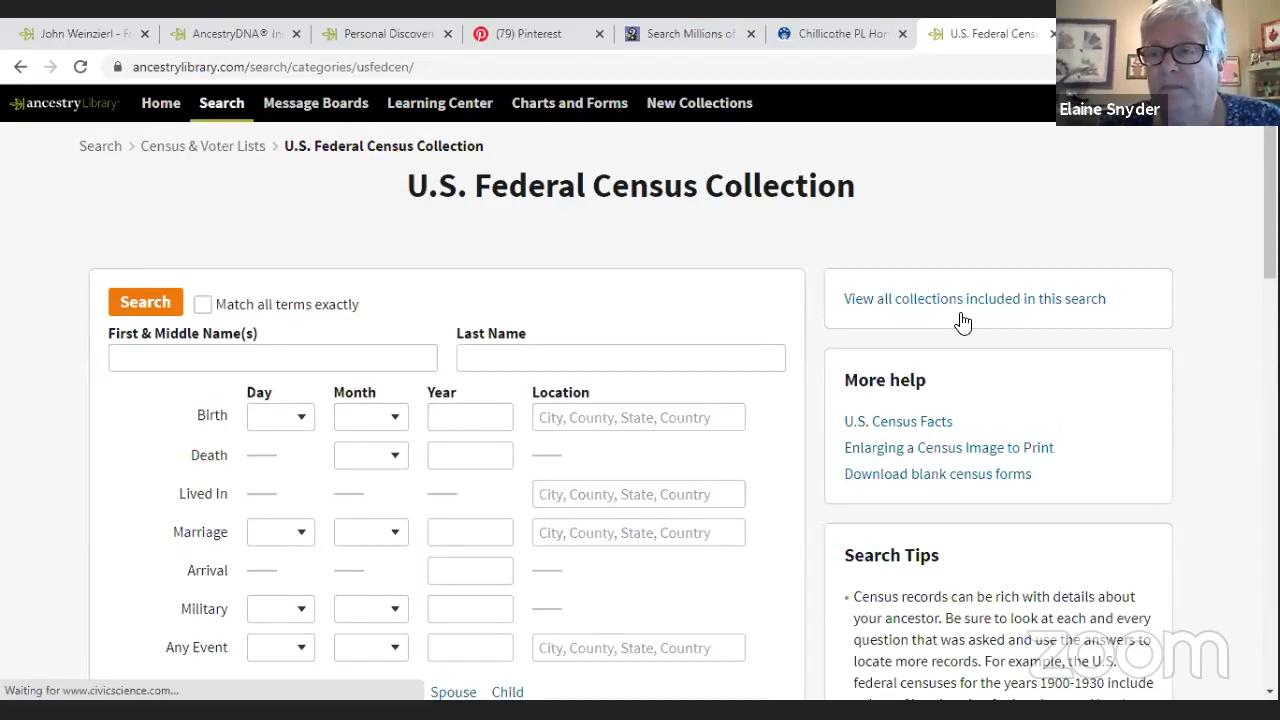 John Weinzierl - F
AncestryDNA® In
Personal Discover
(79) Pinterest
Search Millions of
Chillicothe PL Hor
U.S. Federal Cens
ancestrylibrary.com/search/categories/usfedcen/
Elaine Snyder
ancestryLibrary
Home
Search
Message Boards
Learning Center
Charts and Forms
New Collections
Search > Census & Voter Lists > U.S. Federal Census Collection
U.S. Federal Census Collection
Search
Match all terms exactly
First & Middle Name(s)
Last Name
Day
Month
Year
Location
Birth
City, County, State, Country
Death
Lived In
City, County, State, Country
Marriage
City, County, State, Country
Arrival
Military
Any Event
City, County, State, Country
Spouse
Child
View all collections included in this search
More help
U.S. Census Facts
Enlarging a Census Image to Print
Download blank census forms
Search Tips
• Census records can be rich with details about
your ancestor. Be sure to look at each and every
question that was asked and use the answers to
locate more records. For example, the U.S.
federal censuses for the years 1900-1930 include
Waiting for www.civicscience.com...
zoom